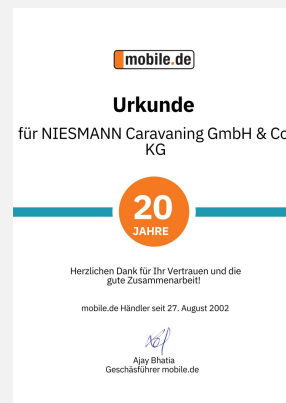 mobile.de
Urkunde
für NIESMANN Caravaning GmbH & Co
KG
20
JAHRE
Herzlichen Dank für Ihr Vertrauen und die
gute Zusammenarbeit!
mobile.de Händler seit 27. August 2002
Ajay Bhatia
Geschäsführer mobile.de